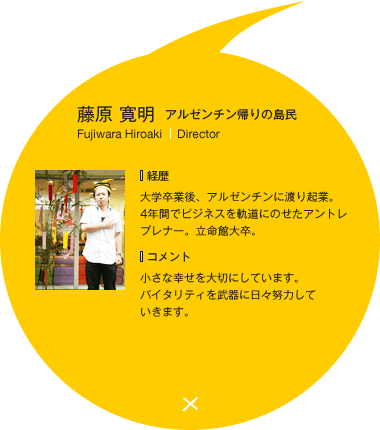 藤原 寛明 アルゼンチン帰りの島民
Fujiwara Hiroaki | Director
経歴
大学卒業後、アルゼンチンに渡り起業。
4年間でビジネスを軌道にのせたアントレ
プレナー。立命館大卒。
コメント
小さな幸せを大切にしています。
バイタリティを武器に日々努力して
いきます。